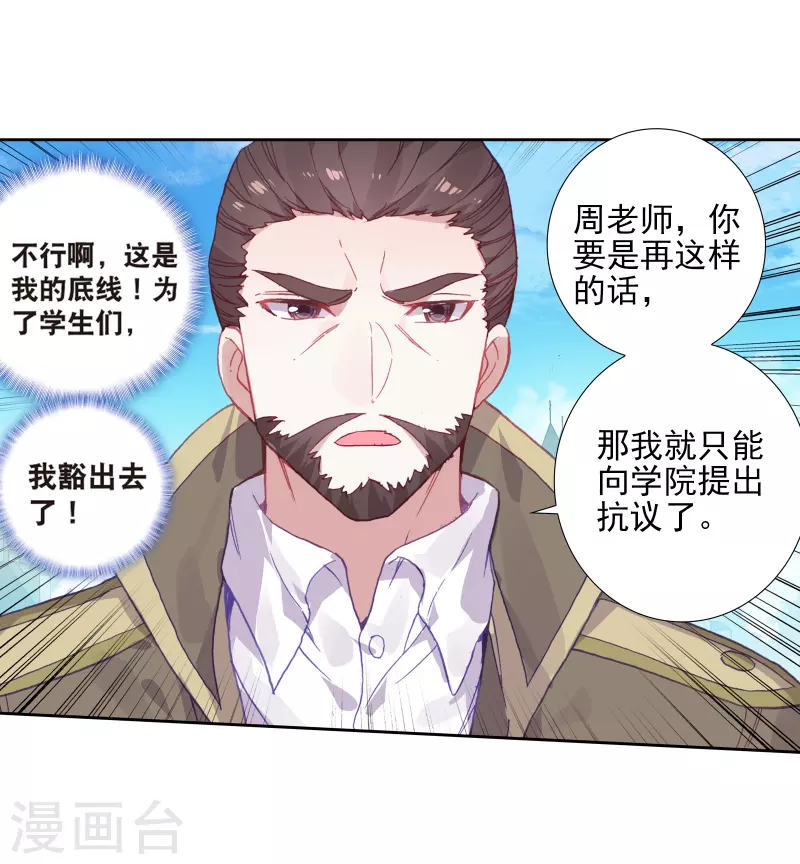 不行啊，这是
我的底线！为
了学生们，
我豁出去
了！
周老师，你
要是再这样
的话，
那我就只能
向学院提出
抗议了。
漫画台